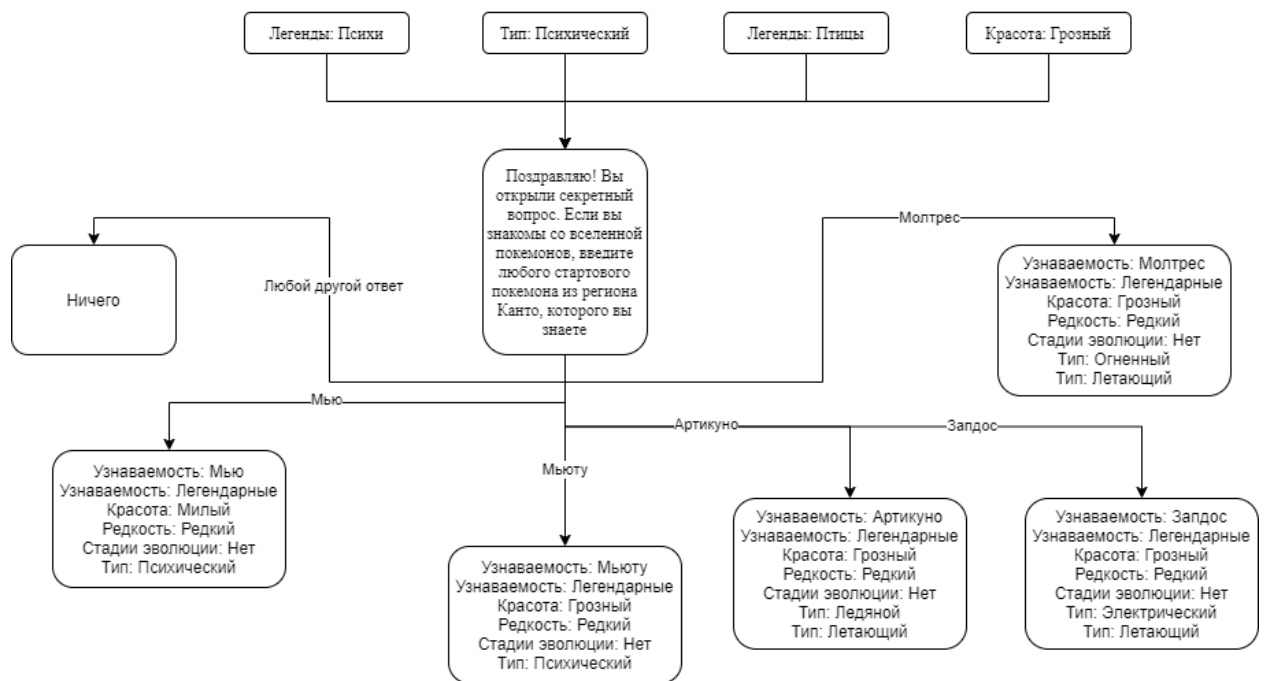 Легенды: Психи
Тип: Психический
Легенды: Птицы
Красота: Грозный
Поздравляю! Вы
открыли секретный
вопрос. Если вы
знакомы со вселенной
покемонов, введите
любого стартового
покемона из региона
Канто, которого вы
знаете
Ничего
Любой другой ответ
Молтрес
Узнаваемость: Молтрес
Узнаваемость: Легендарные
Красота: Грозный
Редкость: Редкий
Стадии эволюции: Нет
Тип: Огненный
Тип: Летающий
Мью
Узнаваемость: Мью
Узнаваемость: Легендарные
Красота: Милый
Редкость: Редкий
Стадии эволюции: Нет
Тип: Психический
Мьюту
Узнаваемость: Мьюту
Узнаваемость: Легендарные
Красота: Грозный
Редкость: Редкий
Стадии эволюции: Нет
Тип: Психический
Артикуно
Узнаваемость: Артикуно
Узнаваемость: Легендарные
Красота: Грозный
Редкость: Редкий
Стадии эволюции: Нет
Тип: Ледяной
Тип: Летающий
Запдос
Узнаваемость: Запдос
Узнаваемость: Легендарные
Красота: Грозный
Редкость: Редкий
Стадии эволюции: Нет
Тип: Электрический
Тип: Летающий